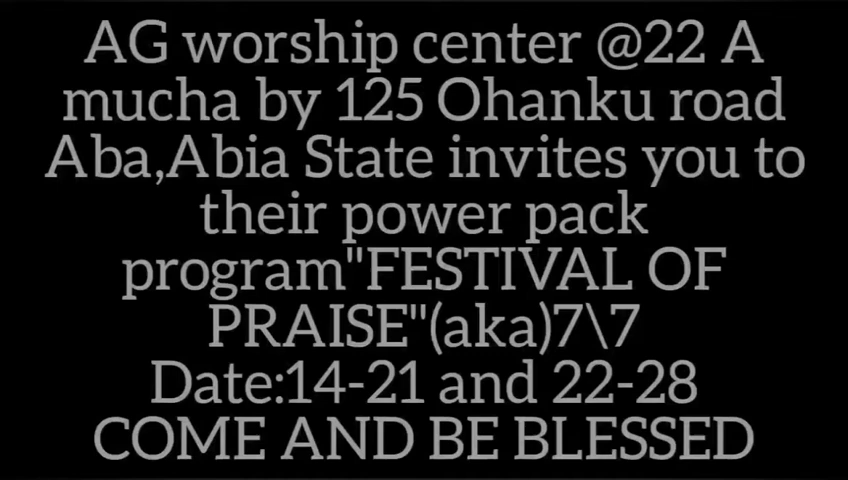 AG worship center @22 A
mucha by 125 Ohanku road
Aba,Abia State invites you to
their power pack
program"FESTIVAL OF
PRAISE"(aka)7\7
Date:14-21 and 22-28
COME AND BE BLESSED